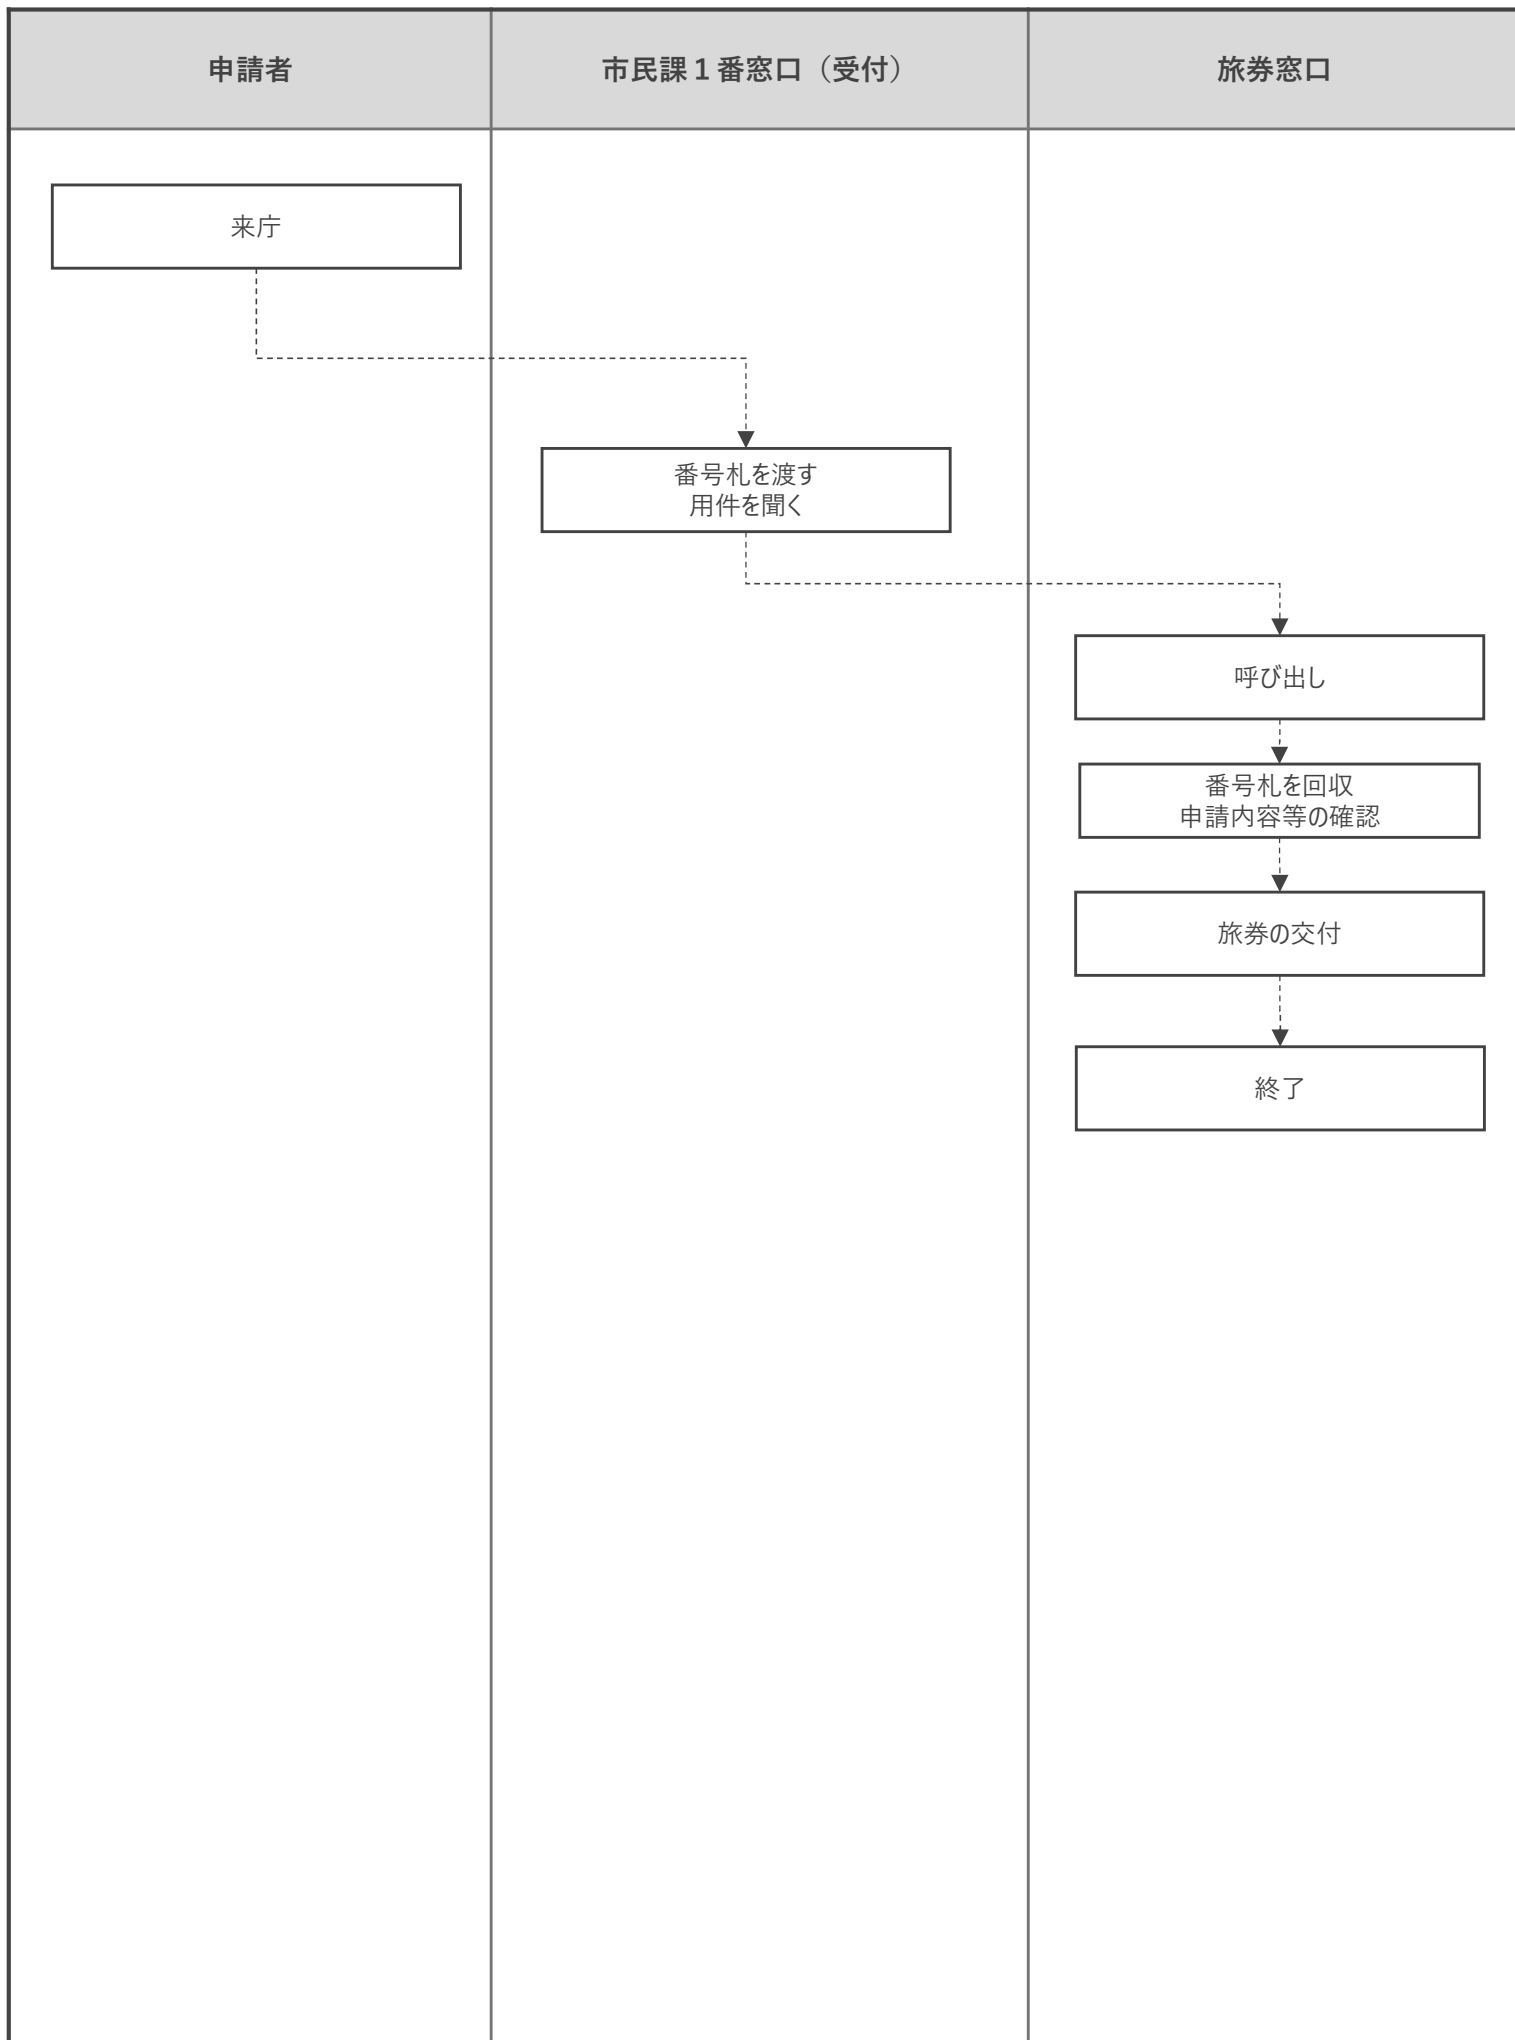 申請者
市民課１番窓口（受付）
旅券窓口
来庁
番号札を渡す
用件を聞く
呼び出し
番号札を回収
申請内容等の確認
旅券の交付
終了